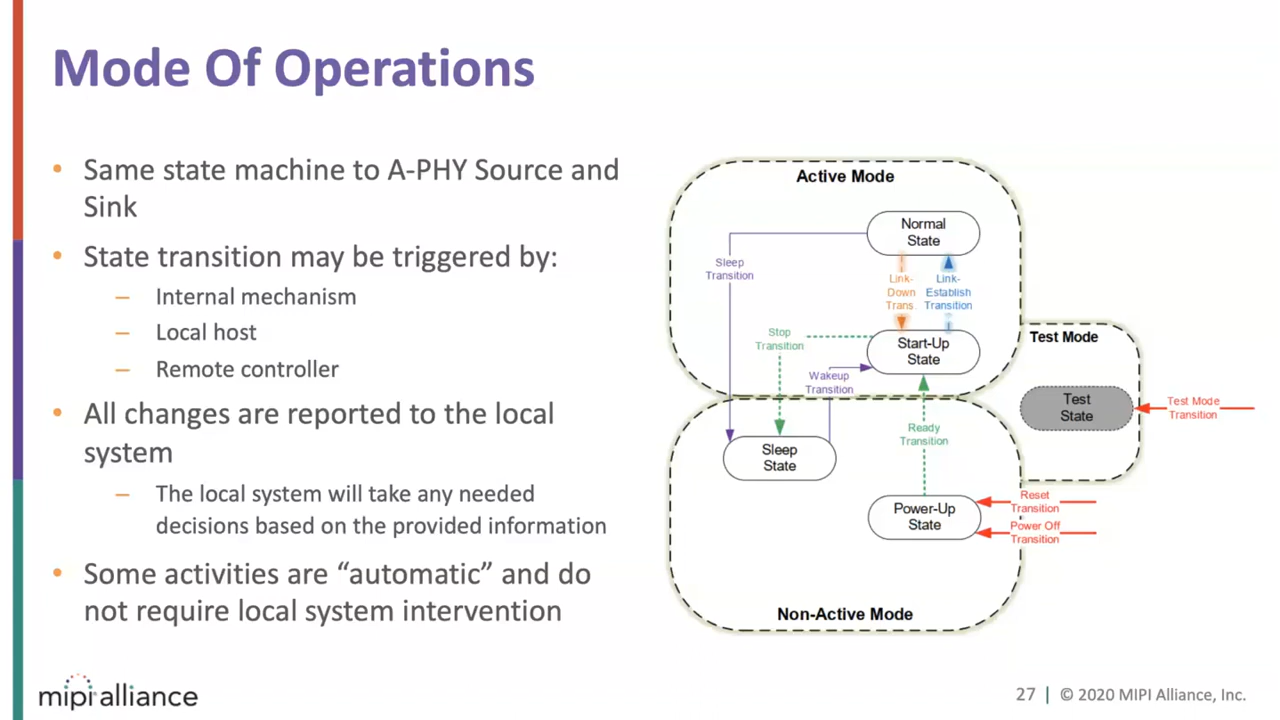 Mode Of Operations
• Same state machine to A-PHY Source and
Sink
• State transition may be triggered by:
– Internal mechanism
– Local host
– Remote controller
• All changes are reported to the local
system
– The local system will take any needed
decisions based on the provided information
• Some activities are “automatic” and do
not require local system intervention
Active Mode
Normal
State
Sleep
Transition
Link-
Down
Trans.
Link-
Establish
Transition
Stop
Transition
Start-Up
State
Wakeup
Transition
Test Mode
Test
State
Test Mode
Transition
Ready
Transition
Sleep
State
Power-Up
State
Reset
Transition
Power Off
Transition
Non-Active Mode
mipi alliance
27 | © 2020 MIPI Alliance, Inc.